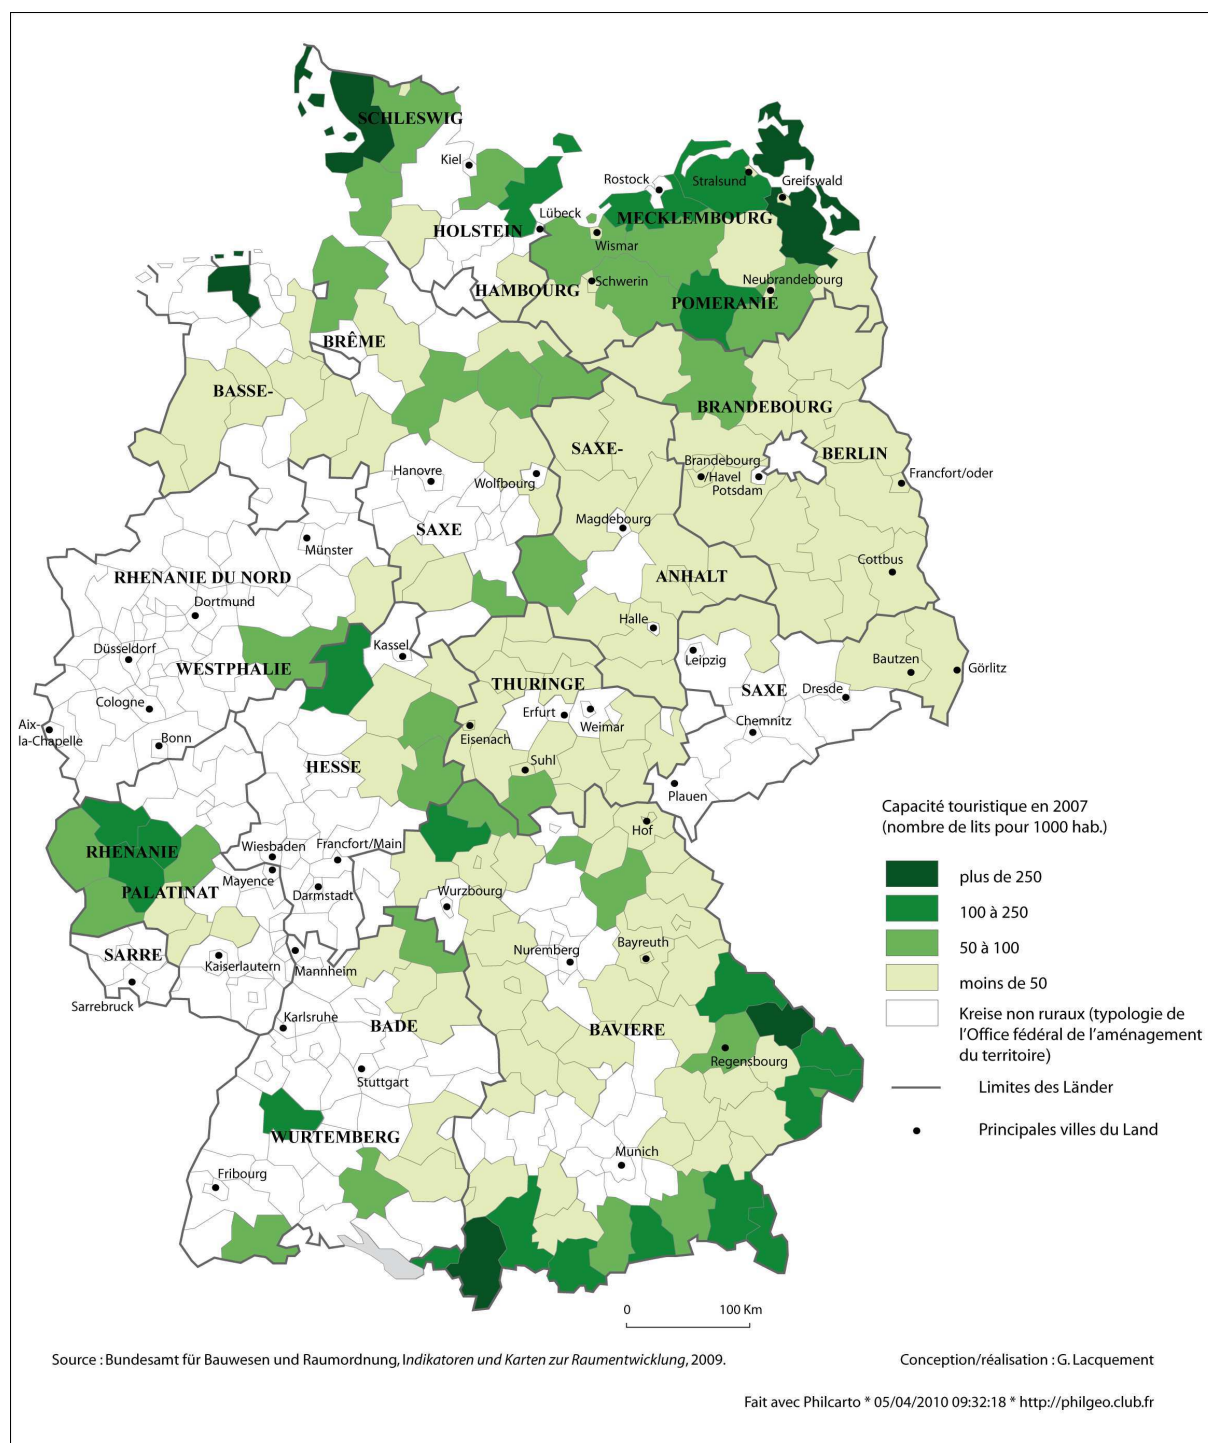 SCHLESWIG
Kiel
Rostock
Stralsund
Greifswald
Lübeck
HOLSTEIN
MECKLEMBOURG
Wismar
HAMBOURG
Schwerin
Neubrandebourg
POMERANIE
BRÊME
BASSE-
BRANDEBOURG
SAXE-
BERLIN
Brandebourg
/Havel
Potsdam
Francfort/oder
Hanovre
Wolfbourg
SAXE
Magdebourg
Münster
RHENANIE DU NORD
ANHALT
Cottbus
Dortmund
Halle
Düsseldorf
WESTPHALIE
Kassel
Leipzig
Bautzen
Görlitz
THURINGE
SAXE
Dresde
Cologne
Erfurt
Weimar
Chemnitz
Aix-
la-Chapelle
Bonn
Eisenach
HESSE
Suhl
Plauen
Hof
RHENANIE
Wiesbaden
Francfort/Main
PALATINAT
Mayence
Darmstadt
Wurzbourg
SARRE
Kaiserlautern
Mannheim
Nuremberg
Bayreuth
Sarrebruck
Karlsruhe
BADE
BAVIERE
Regensbourg
Stuttgart
WURTEMBERG
Munich
Fribourg
Capacité touristique en 2007
(nombre de lits pour 1000 hab.)
plus de 250
100 à 250
50 à 100
moins de 50
Kreise non ruraux (typologie de
l'Office fédéral de l'aménagement
du territoire)
Limites des Länder
Principales villes du Land
0 100 Km
Source : Bundesamt für Bauwesen und Raumordnung, Indikatoren und Karten zur Raumentwicklung, 2009.
Conception/réalisation : G. Lacquement
Fait avec Philcarto * 05/04/2010 09:32:18 * http://philgeo.club.fr